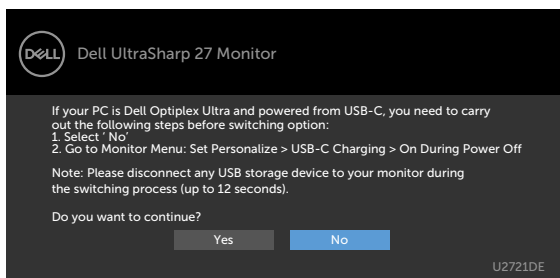 DELL
Dell UltraSharp 27 Monitor
If your PC is Dell Optiplex Ultra and powered from USB-C, you need to carry
out the following steps before switching option:
1. Select ‘ No’
2. Go to Monitor Menu: Set Personalize > USB-C Charging > On During Power Off
Note: Please disconnect any USB storage device to your monitor during
the switching process (up to 12 seconds).
Do you want to continue?
Yes No
U2721DE